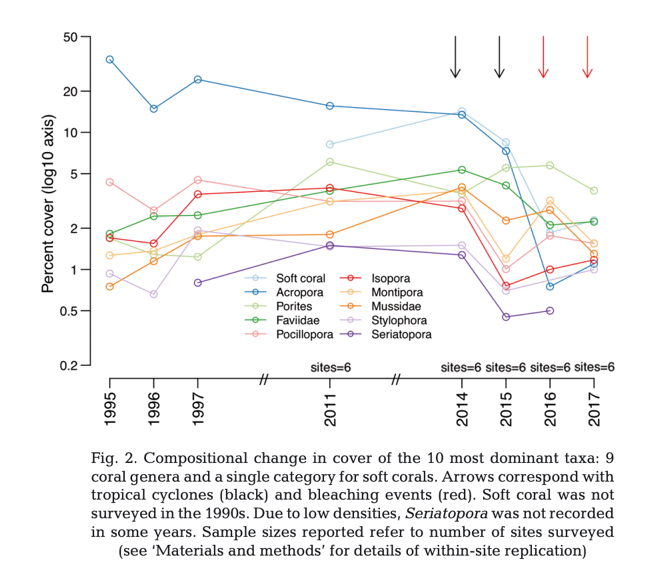 50
20
10
5
2
1
0.5
0.2
Percent cover (log10 axis)
Soft coral
Acropora
Porites
Faviidae
Pocillopora
Isopora
Montipora
Mussidae
Stylophora
Seriatopora
sites=6
sites=6
sites=6
sites=6
sites=6
1995
1996
1997
2011
2014
2015
2016
2017
Fig. 2. Compositional change in cover of the 10 most dominant taxa: 9
coral genera and a single category for soft corals. Arrows correspond with
tropical cyclones (black) and bleaching events (red). Soft coral was not
surveyed in the 1990s. Due to low densities, Seriatopora was not recorded
in some years. Sample sizes reported refer to number of sites surveyed
(see ‘Materials and methods’ for details of within-site replication)